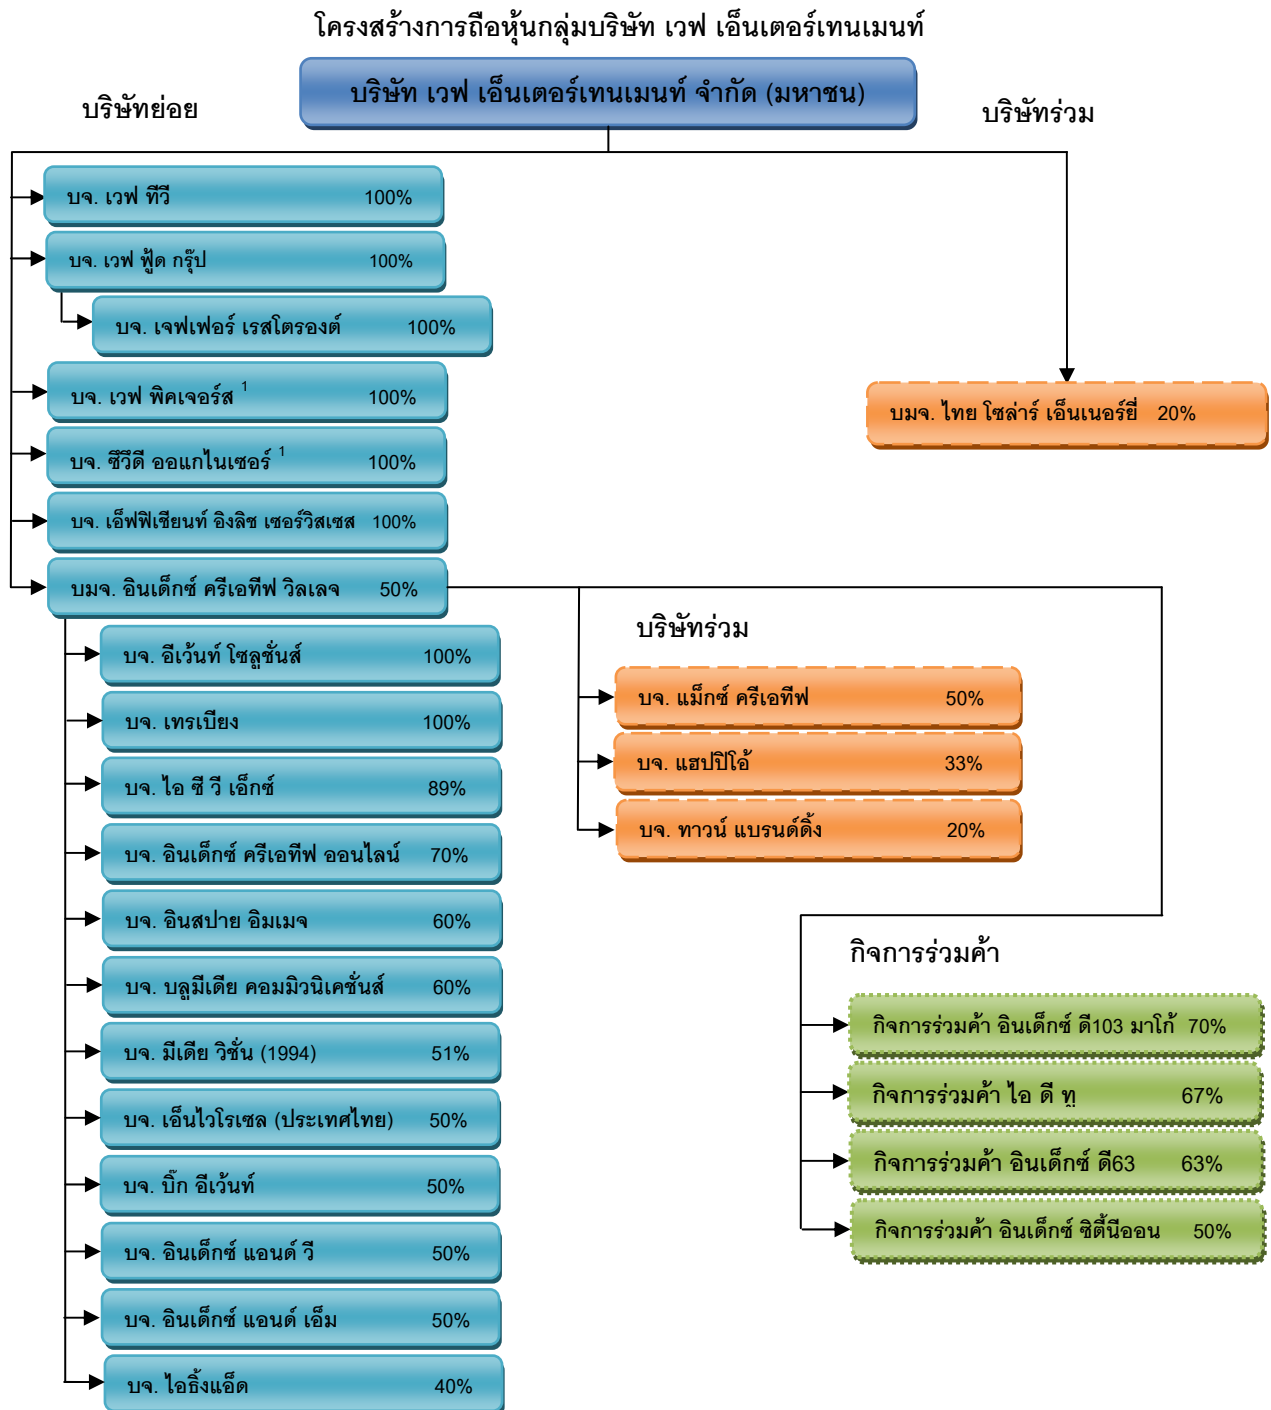 โครงสร้างการถือหุ้นกลุ่มบริษัท เวฟ เอ็นเตอร์เทนเมนท์
บริษัท เวฟ เอ็นเตอร์เทนเมนท์ จำกัด (มหาชน)
บริษัทย่อย
บริษัทร่วม
บจ. เวฟ ทีวี 100%
บจ. เวฟ ฟู้ด กรุ๊ป 100%
บจ. เจฟเฟอร์ เรสโตรองต์ 100%
บจ. เวฟ พิคเจอร์ส 1 100%
บจ. ซีวีดี ออแกไนเซอร์ 1 100%
บจ. เอ็ฟฟิเชียนท์ อิงลิช เซอร์วิสเซส 100%
บมจ. อินเด็กซ์ ครีเอทีฟ วิลเลจ 50%
บมจ. ไทย โซล่าร์ เอ็นเนอร์ยี่ 20%
บจ. อีเว้นท์ โซลูชั่นส์ 100%
บจ. เทรเบียง 100%
บจ. ไอ ซี วี เอ็กซ์ 89%
บจ. อินเด็กซ์ ครีเอทีฟ ออนไลน์ 70%
บจ. อินสปาย อิมเมจ 60%
บจ. บลูมีเดีย คอมมิวนิเคชั่นส์ 60%
บจ. มีเดีย วิชั่น (1994) 51%
บจ. เอ็นไวโรเซล (ประเทศไทย) 50%
บจ. บิ๊ก อีเว้นท์ 50%
บจ. อินเด็กซ์ แอนด์ วี 50%
บจ. อินเด็กซ์ แอนด์ เอ็ม 50%
บจ. ไอธิ้งแอ็ด 40%
บริษัทร่วม
บจ. แม็กซ์ ครีเอทีฟ 50%
บจ. แฮปปิโอ้ 33%
บจ. ทาวน์ แบรนด์ดิ้ง 20%
กิจการร่วมค้า
กิจการร่วมค้า อินเด็กซ์ ดี103 มาโก้ 70%
กิจการร่วมค้า ไอ ดี ทู 67%
กิจการร่วมค้า อินเด็กซ์ ดี63 63%
กิจการร่วมค้า อินเด็กซ์ ซิตี้นีออน 50%